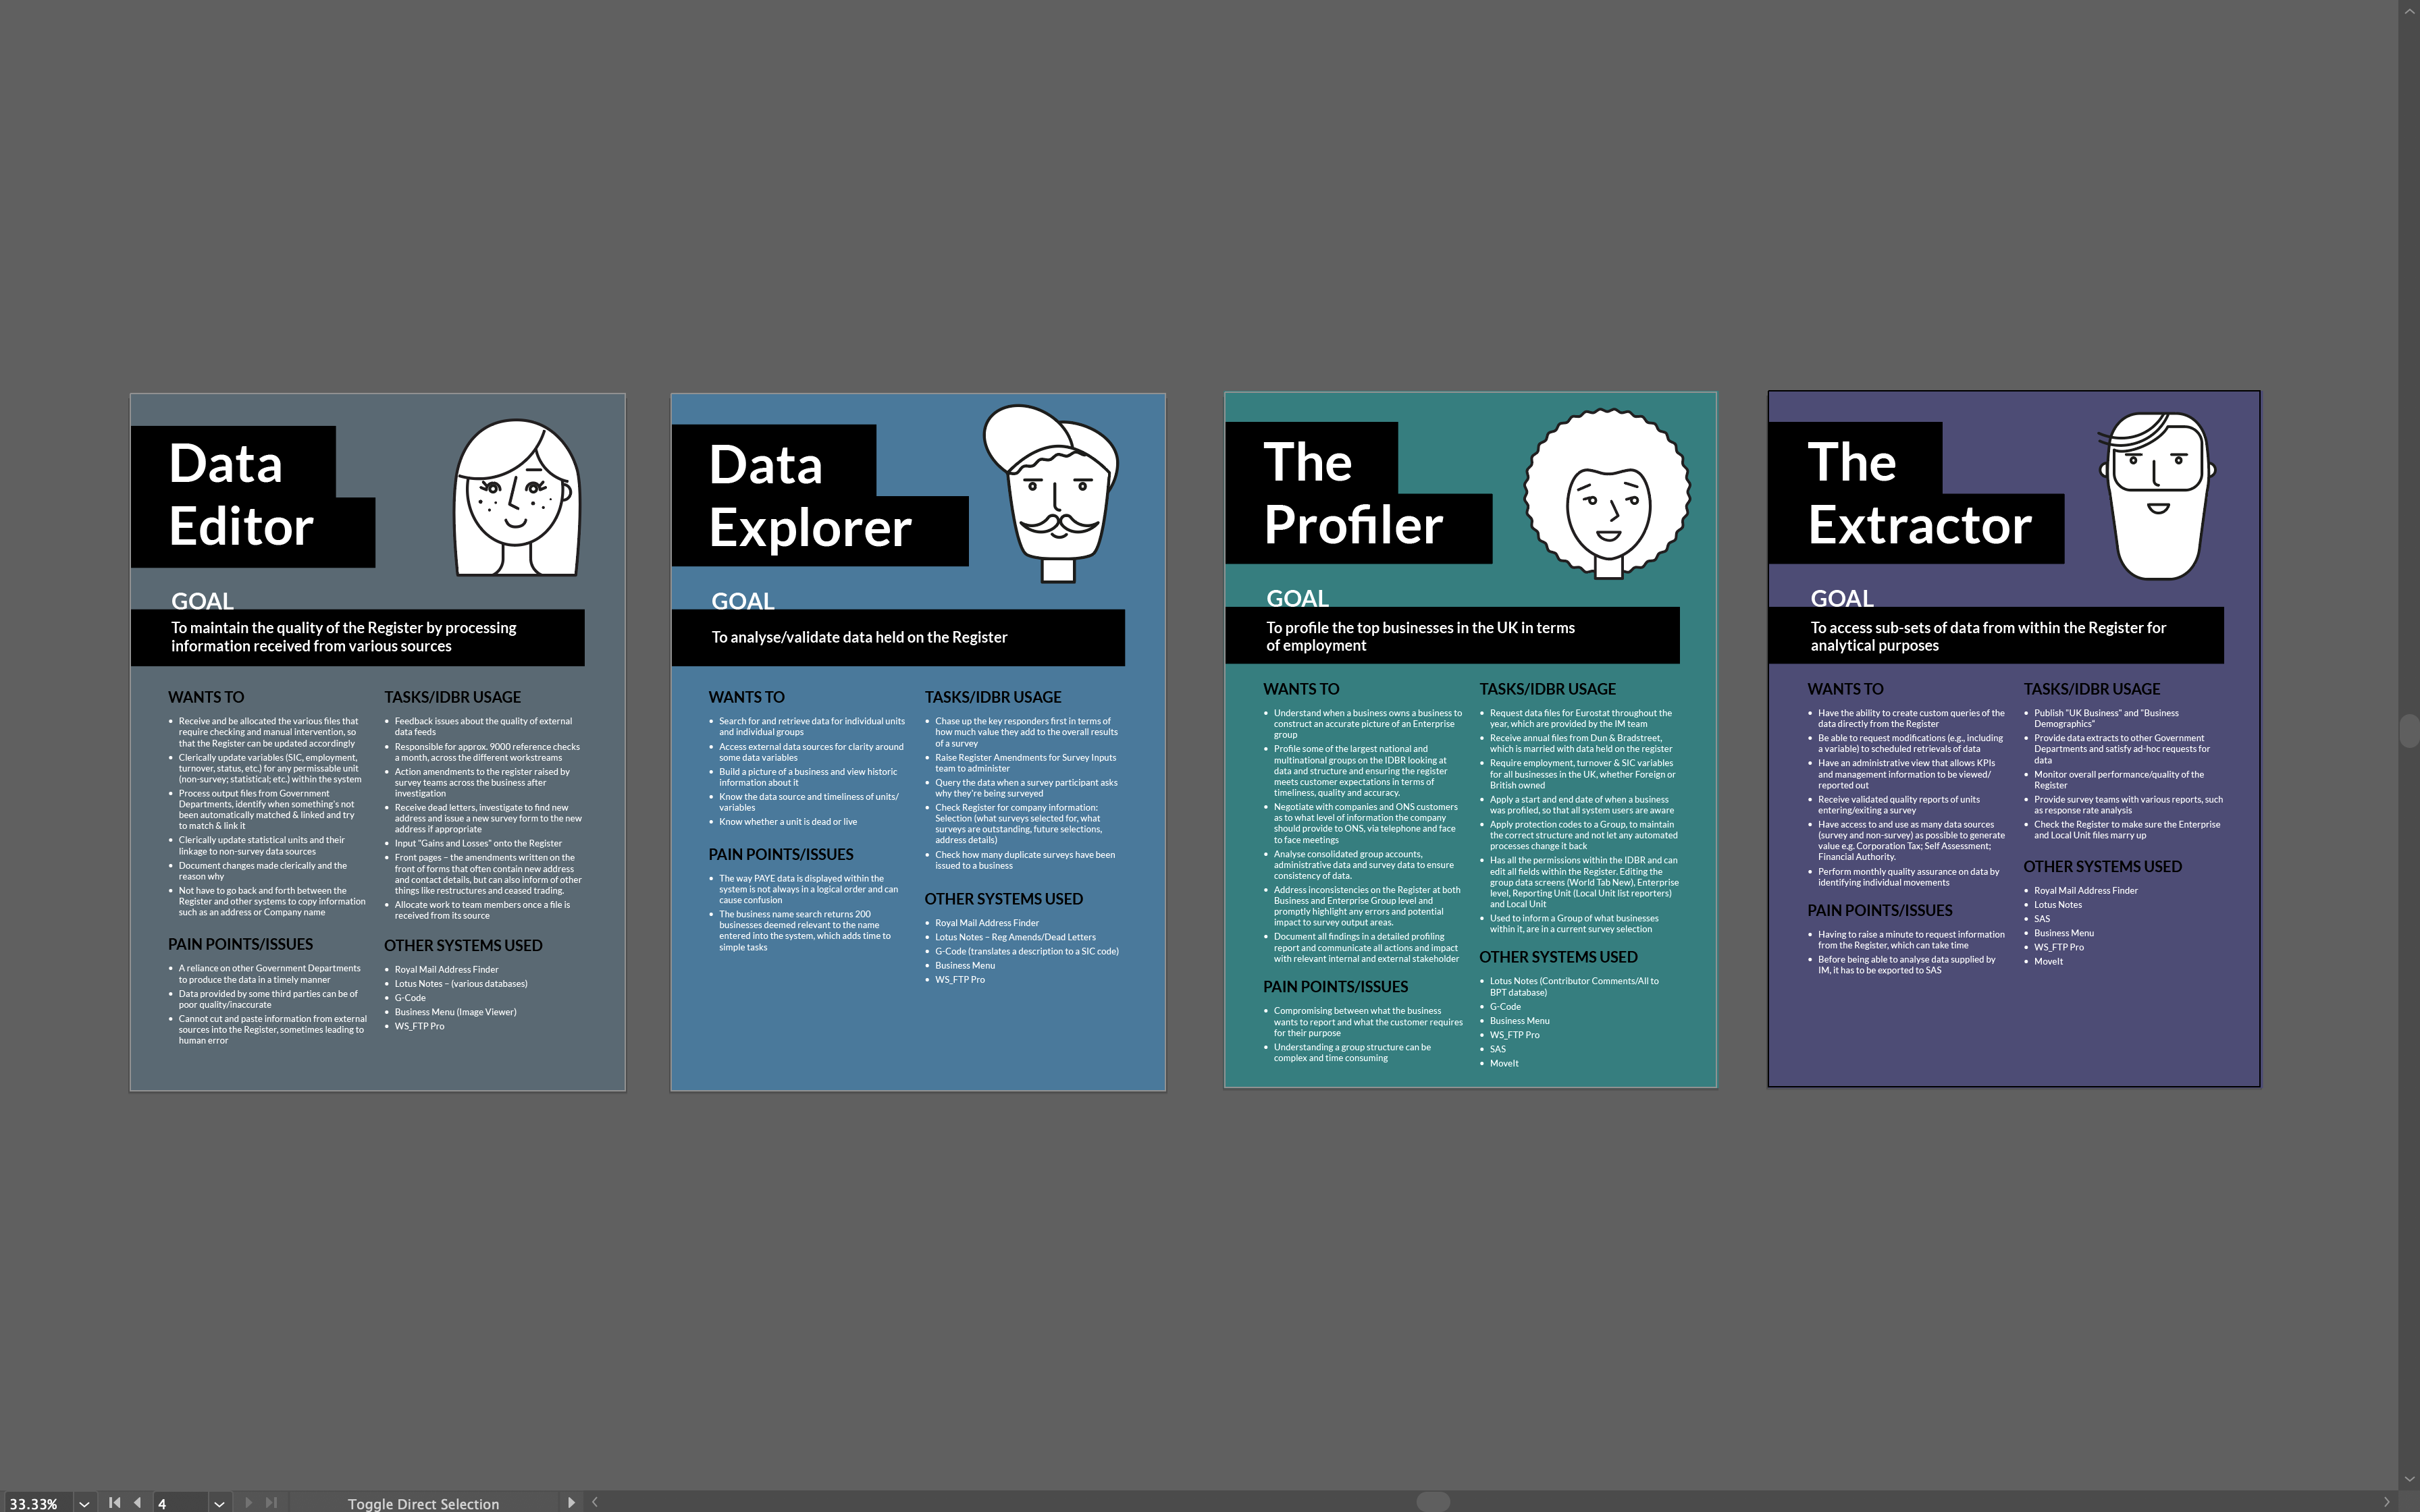 Data
Editor
GOAL
To maintain the quality of the Register by processing
information received from various sources
WANTS TO
• Receive and be allocated the various files that
require checking and manual intervention, so
that the Register can be updated accordingly
• Clerically update variables (SIC, employment,
turnover, status, etc.) for any permissable unit
(non-survey; statistical; etc.) within the system
• Process output files from Government
Departments, identify when something's not
been automatically matched & linked and try
to match & link it
• Clerically update statistical units and their
linkage to non-survey data sources
• Document changes made clerically and the
reason why
• Not have to go back and forth between the
Register and other systems to copy information
such as an address or Company name
PAIN POINTS/ISSUES
• A reliance on other Government Departments
to produce the data in a timely manner
• Data provided by some third parties can be of
poor quality/inaccurate
• Cannot cut and paste information from external
sources into the Register, sometimes leading to
human error
TASKS/IDBR USAGE
• Feedback issues about the quality of external
data feeds
• Responsible for approx. 9000 reference checks
a month, across the different workstreams
• Action amendments to the register raised by
survey teams across the business after
investigation
• Receive dead letters, investigate to find new
address and issue a new survey form to the new
address if appropriate
• Input "Gains and Losses" onto the Register
• Front pages – the amendments written on the
front of forms that often contain new address
and contact details, but can also inform of other
things like restructures and ceased trading.
• Allocate work to team members once a file is
received from its source
OTHER SYSTEMS USED
• Royal Mail Address Finder
• Lotus Notes – (various databases)
• G-Code
• Business Menu (Image Viewer)
• WS_FTP Pro
Data
Explorer
GOAL
To analyse/validate data held on the Register
WANTS TO
• Search for and retrieve data for individual units
and individual groups
• Access external data sources for clarity around
some data variables
• Build a picture of a business and view historic
information about it
• Know the data source and timeliness of units/
variables
• Know whether a unit is dead or live
PAIN POINTS/ISSUES
• The way PAYE data is displayed within the
system is not always in a logical order and can
cause confusion
• The business name search returns 200
businesses deemed relevant to the name
entered into the system, which adds time to
simple tasks
TASKS/IDBR USAGE
• Chase up the key responders first in terms of
how much value they add to the overall results
of a survey
• Raise Register Amendments for Survey Inputs
team to administer
• Query the data when a survey participant asks
why they're being surveyed
• Check Register for company information:
Selection (what surveys selected for, what
surveys are outstanding, future selections,
address details)
• Check how many duplicate surveys have been
issued to a business
OTHER SYSTEMS USED
• Royal Mail Address Finder
• Lotus Notes – Reg Amends/Dead Letters
• G-Code (translates a description to a SIC code)
• Business Menu
• WS_FTP Pro
The
Profiler
GOAL
To profile the top businesses in the UK in terms
of employment
WANTS TO
• Understand when a business owns a business to
construct an accurate picture of an Enterprise
group
• Profile some of the largest national and
multinational groups on the IDBR looking at
data and structure and ensuring the register
meets customer expectations in terms of
timeliness, quality and accuracy.
• Negotiate with companies and ONS customers
as to what level of information the company
should provide to ONS, via telephone and face
to face meetings
• Analyse consolidated group accounts,
administrative data and survey data to ensure
consistency of data.
• Address inconsistencies on the Register at both
Business and Enterprise Group level and
promptly highlight any errors and potential
impact to survey output areas.
• Document all findings in a detailed profiling
report and communicate all actions and impact
with relevant internal and external stakeholder
PAIN POINTS/ISSUES
• Compromising between what the business
wants to report and what the customer requires
for their purpose
• Understanding a group structure can be
complex and time consuming
TASKS/IDBR USAGE
• Request data files for Eurostat throughout the
year, which are provided by the IM team
• Receive annual files from Dun & Bradstreet,
which is married with data held on the register
• Require employment, turnover & SIC variables
for all businesses in the UK, whether Foreign or
British owned
• Apply a start and end date of when a business
was profiled, so that all system users are aware
• Apply protection codes to a Group, to maintain
the correct structure and not let any automated
processes change it back
• Has all the permissions within the IDBR and can
edit all fields within the Register. Editing the
group data screens (World Tab New), Enterprise
level, Reporting Unit (Local Unit list reporters)
and Local Unit
• Used to inform a Group of what businesses
within it, are in a current survey selection
OTHER SYSTEMS USED
• Lotus Notes (Contributor Comments/All to
BPT database)
• G-Code
• Business Menu
• WS_FTP Pro
• SAS
• MoveIt
The
Extractor
GOAL
To access sub-sets of data from within the Register for
analytical purposes
WANTS TO
• Have the ability to create custom queries of the
data directly from the Register
• Be able to request modifications (e.g., including
a variable) to scheduled retrievals of data
• Have an administrative view that allows KPIs
and management information to be viewed/
reported out
• Receive validated quality reports of units
entering/exiting a survey
• Have access to and use as many data sources
(survey and non-survey) as possible to generate
value e.g. Corporation Tax; Self Assessment;
Financial Authority.
• Perform monthly quality assurance on data by
identifying individual movements
PAIN POINTS/ISSUES
• Having to raise a minute to request information
from the Register, which can take time
• Before being able to analyse data supplied by
IM, it has to be exported to SAS
TASKS/IDBR USAGE
• Publish "UK Business" and "Business
Demographics"
• Provide data extracts to other Government
Departments and satisfy ad-hoc requests for
data
• Monitor overall performance/quality of the
Register
• Provide survey teams with various reports, such
as response rate analysis
• Check the Register to make sure the Enterprise
and Local Unit files marry up
OTHER SYSTEMS USED
• Royal Mail Address Finder
• Lotus Notes
• SAS
• Business Menu
• WS_FTP Pro
• MoveIt
33.33%
4
Toggle Direct Selection